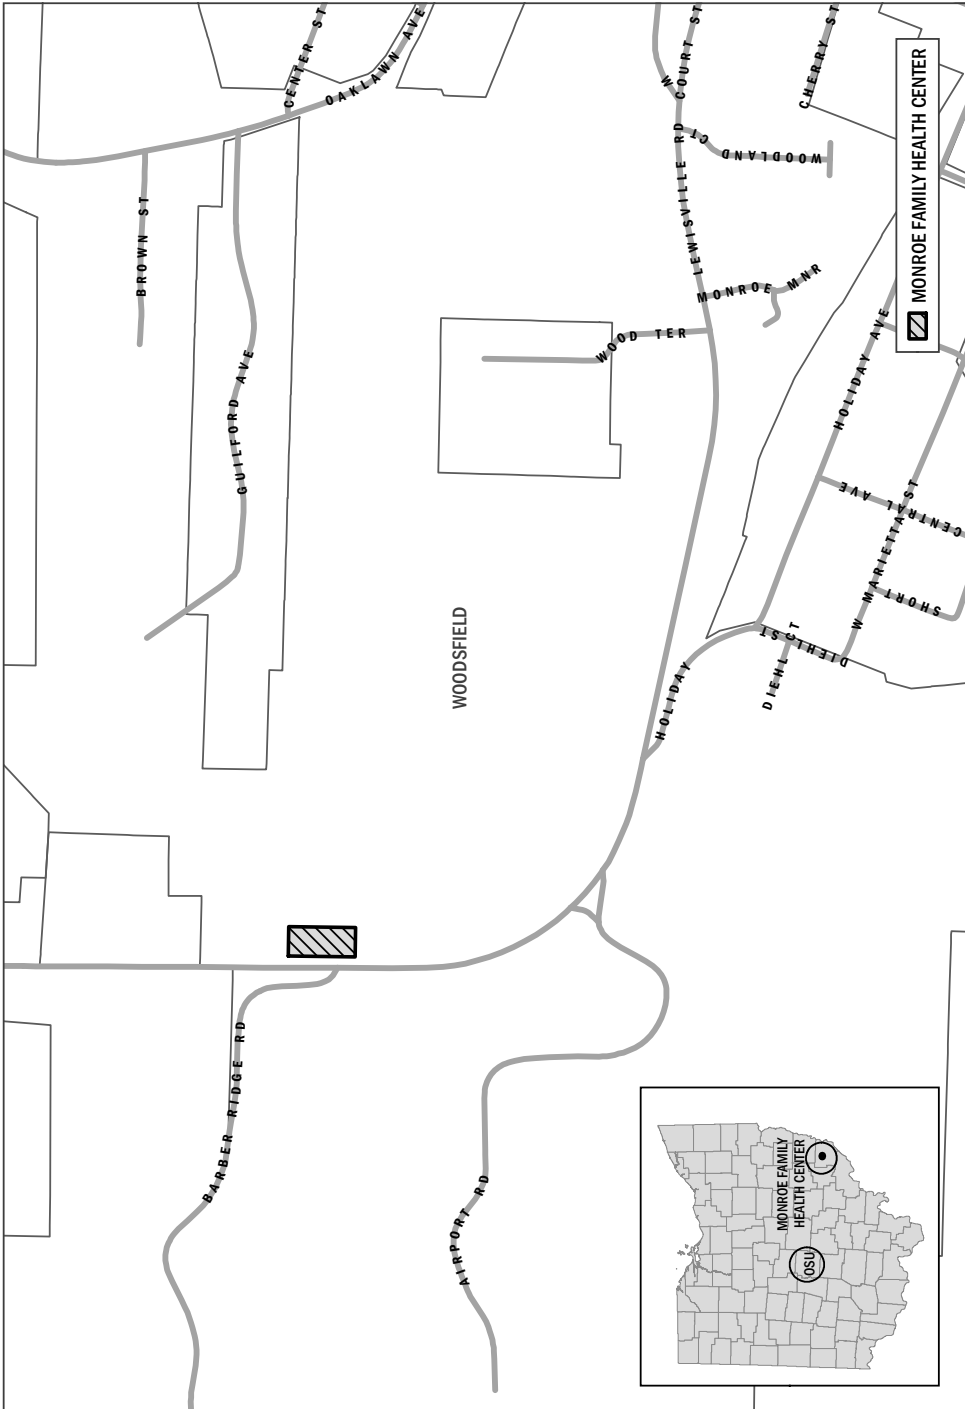 CENTER ST
OAKLAWN AVE
BROWN ST
GUILFORD AVE
W COURT ST
CHERRY ST
WOODLAND CT
LEWISVILLE RD
MONROE MNR
WOOD TER
HOLIDAY AVE
CENTRAL AVE
W MARIETTA ST
SHORT
DIEHL ST
DIEHL CT
HOLIDAY
WOODSFIELD
BARBER RIDGE RD
AIRPORT RD
MONROE FAMILY HEALTH CENTER
MONROE FAMILY
HEALTH CENTER
OSU